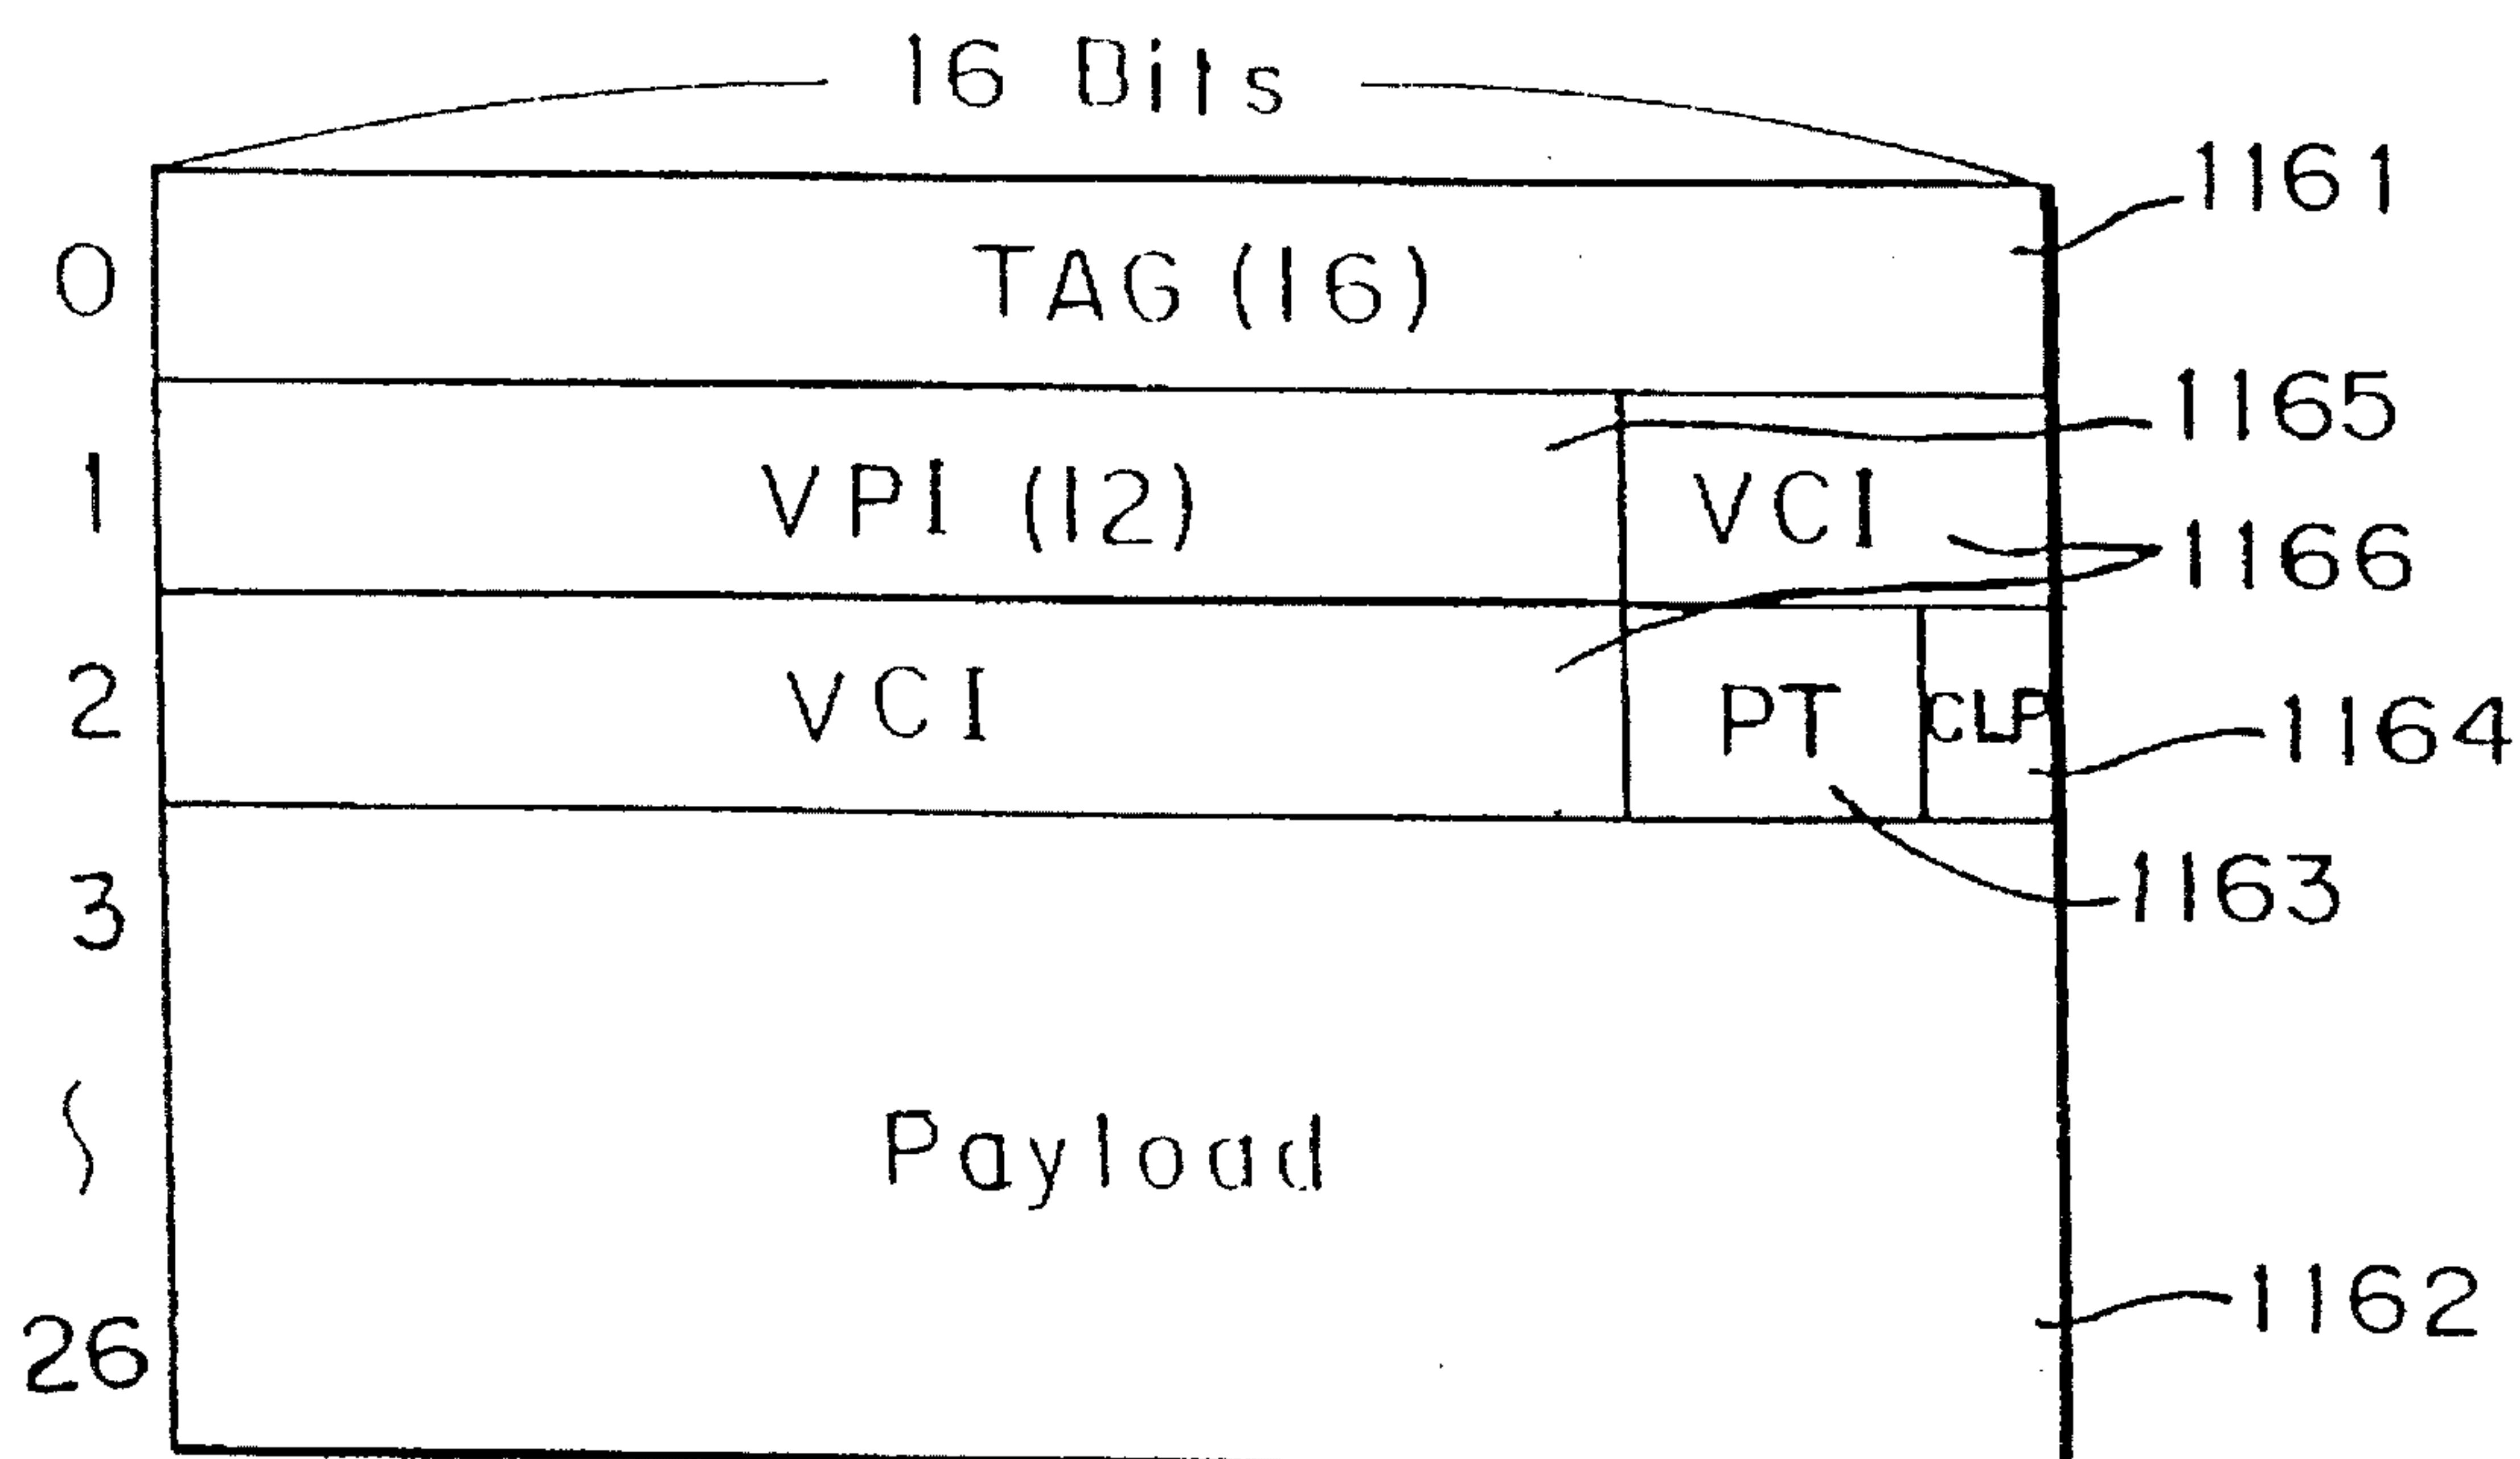 16 Bits
1161
0 TAG (16)
1165
1 VPI (12) VCI
1166
2 VCI PT CLP
1164
3
1163
Payload
1162
26